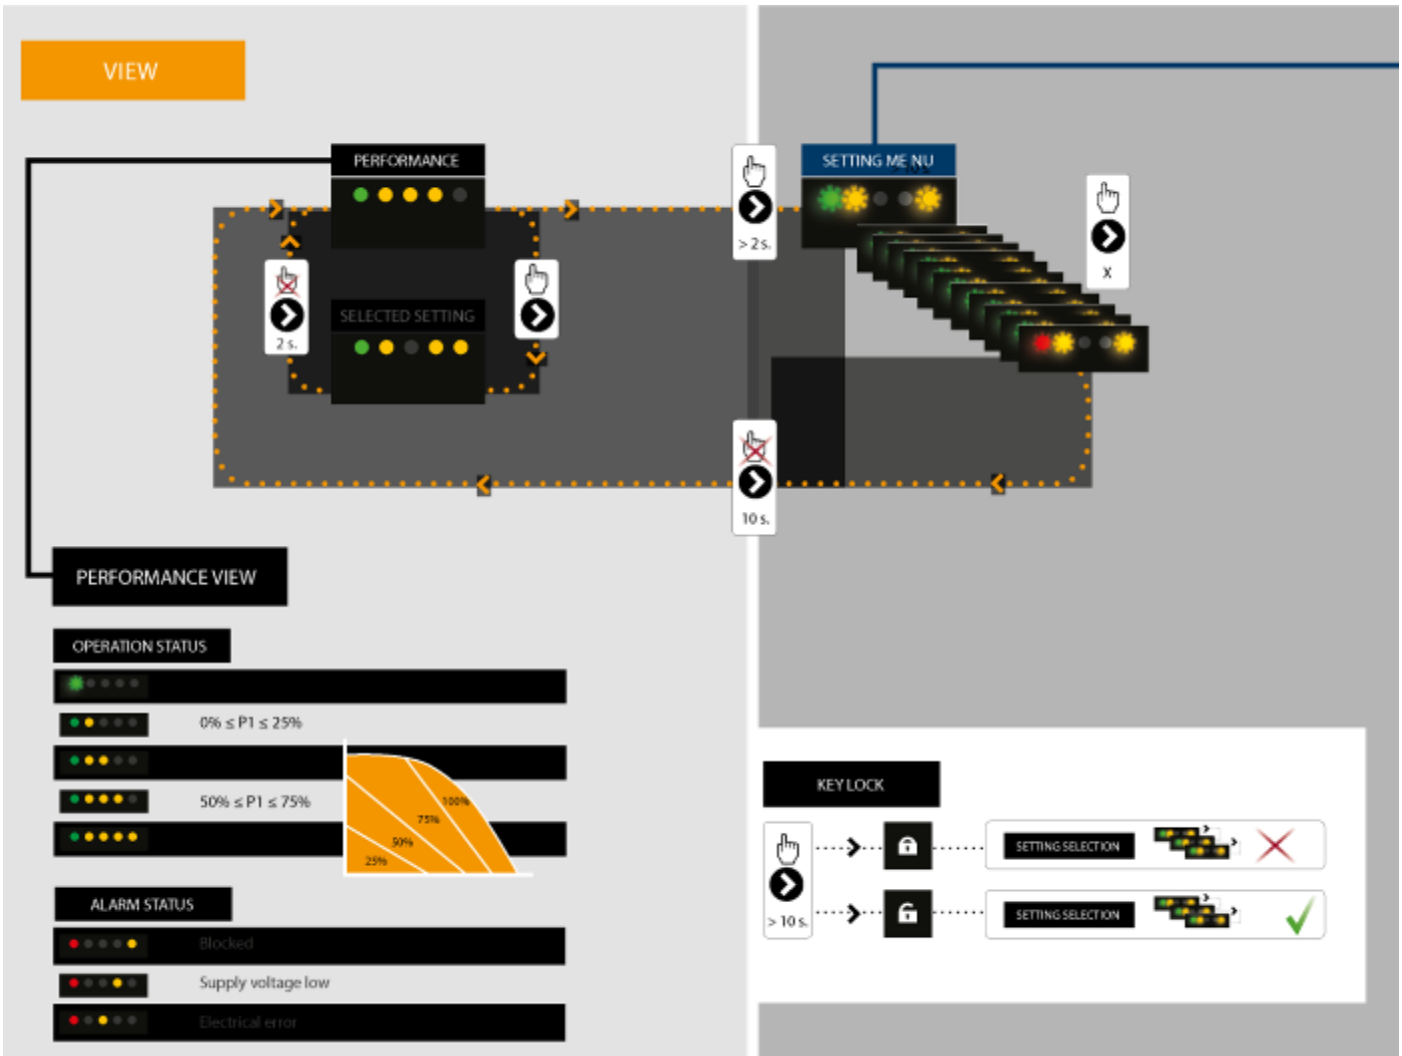 VIEW
PERFORMANCE
SELECTED SETTING
2 s.
> 2 s.
10 s.
SETTING ME NU
> 10 s.
X
PERFORMANCE VIEW
OPERATION STATUS
0% ≤ P1 ≤ 25%
50% ≤ P1 ≤ 75%
100%
75%
50%
25%
ALARM STATUS
Blocked
Supply voltage low
Electrical error
KEY LOCK
> 10 s.
SETTING SELECTION
SETTING SELECTION